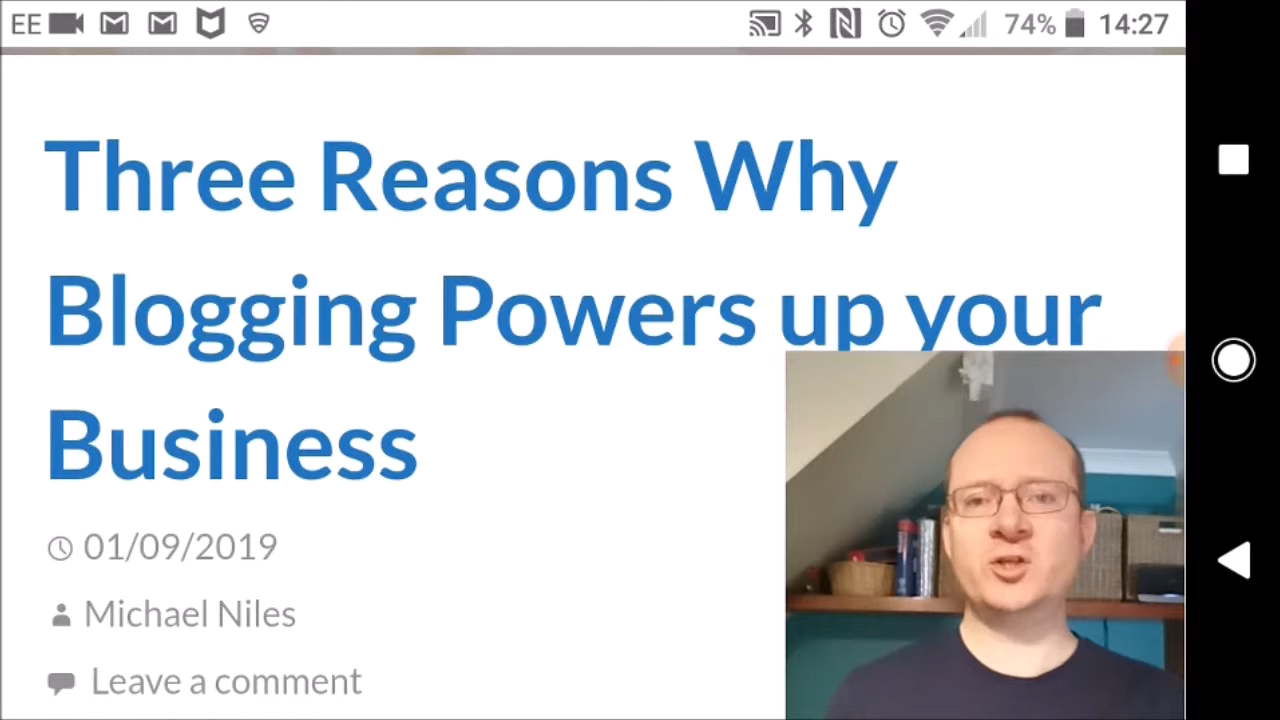 EE 74% 14:27
Three Reasons Why
Blogging Powers up your
Business
01/09/2019
Michael Niles
Leave a comment